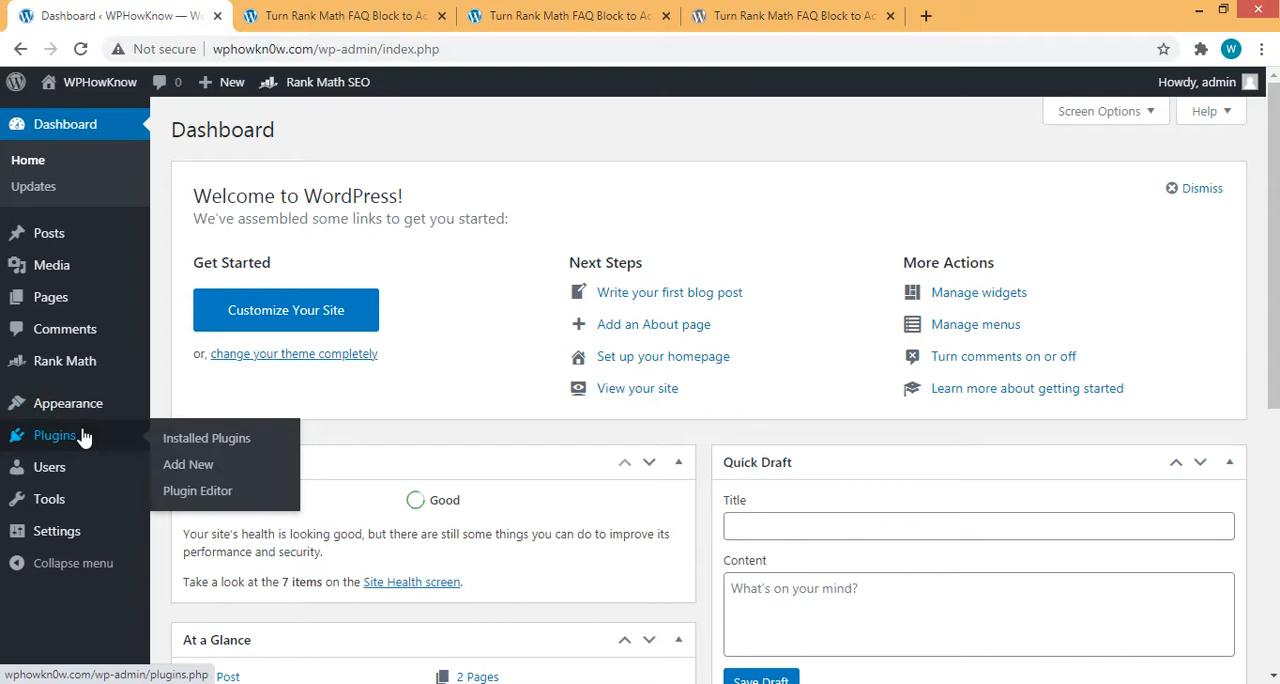 Dashboard ‹ WPHowKnow — Wo
Turn Rank Math FAQ Block to Ac
Turn Rank Math FAQ Block to Ac
Turn Rank Math FAQ Block to Ac
Not secure
wphowkn0w.com/wp-admin/index.php
W
WPHowKnow
0
New
Rank Math SEO
Howdy, admin
Dashboard
Home
Updates
Posts
Media
Pages
Comments
Rank Math
Appearance
Plugins
Users
Tools
Settings
Collapse menu
Installed Plugins
Add New
Plugin Editor
Screen Options
Help
Dashboard
Welcome to WordPress!
We've assembled some links to get you started:
Dismiss
Get Started
Customize Your Site
or, change your theme completely
Next Steps
Write your first blog post
Add an About page
Set up your homepage
View your site
More Actions
Manage widgets
Manage menus
Turn comments on or off
Learn more about getting started
Good
Your site's health is looking good, but there are still some things you can do to improve its
performance and security.
Take a look at the 7 items on the Site Health screen.
At a Glance
Post
2 Pages
Quick Draft
Title
Content
What's on your mind?
Save Draft
wphowkn0w.com/wp-admin/plugins.php